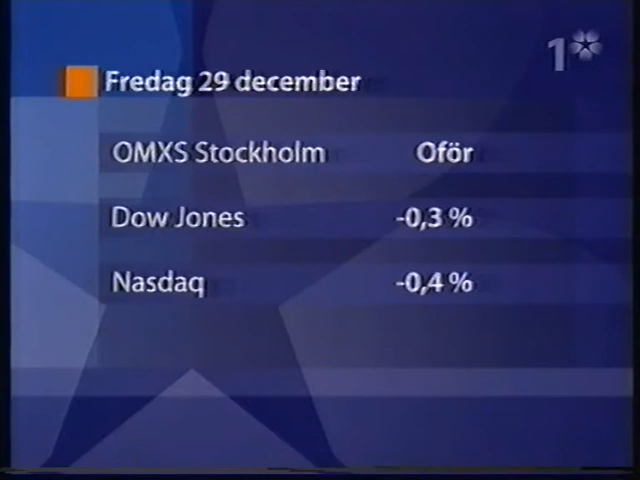 1
Fredag 29 december
OMXS Stockholm Oför
Dow Jones -0,3 %
Nasdaq -0,4 %